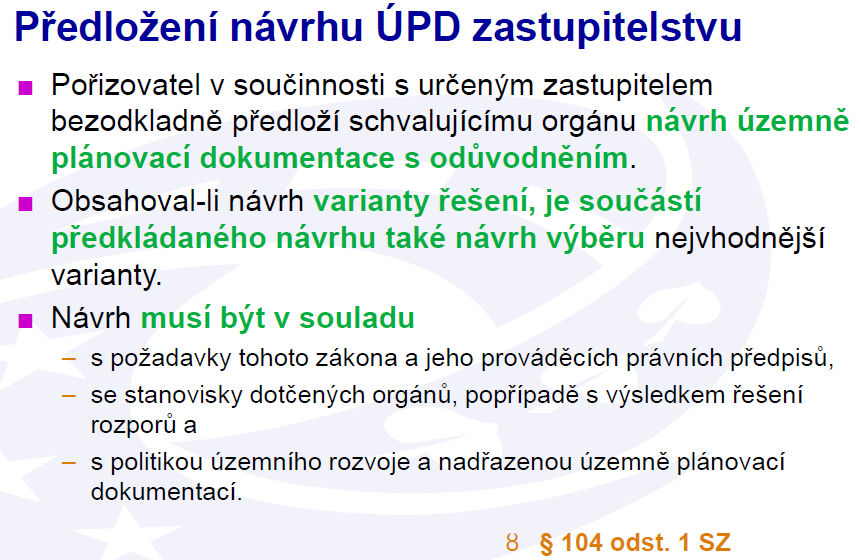 Předložení návrhu ÚPD zastupitelstvu
■ Pořizovatel v součinnosti s určeným zastupitelem
bezodkladně předloží schvalujícímu orgánu návrh územně
plánovací dokumentace s odůvodněním.
■ Obsahoval-li návrh varianty řešení, je součástí
předkládaného návrhu také návrh výběru nejvhodnější
varianty.
■ Návrh musí být v souladu
– s požadavky tohoto zákona a jeho prováděcích právních předpisů,
– se stanovisky dotčených orgánů, popřípadě s výsledkem řešení
rozporů a
– s politikou územního rozvoje a nadřazenou územně plánovací
dokumentací.
8 § 104 odst. 1 SZ